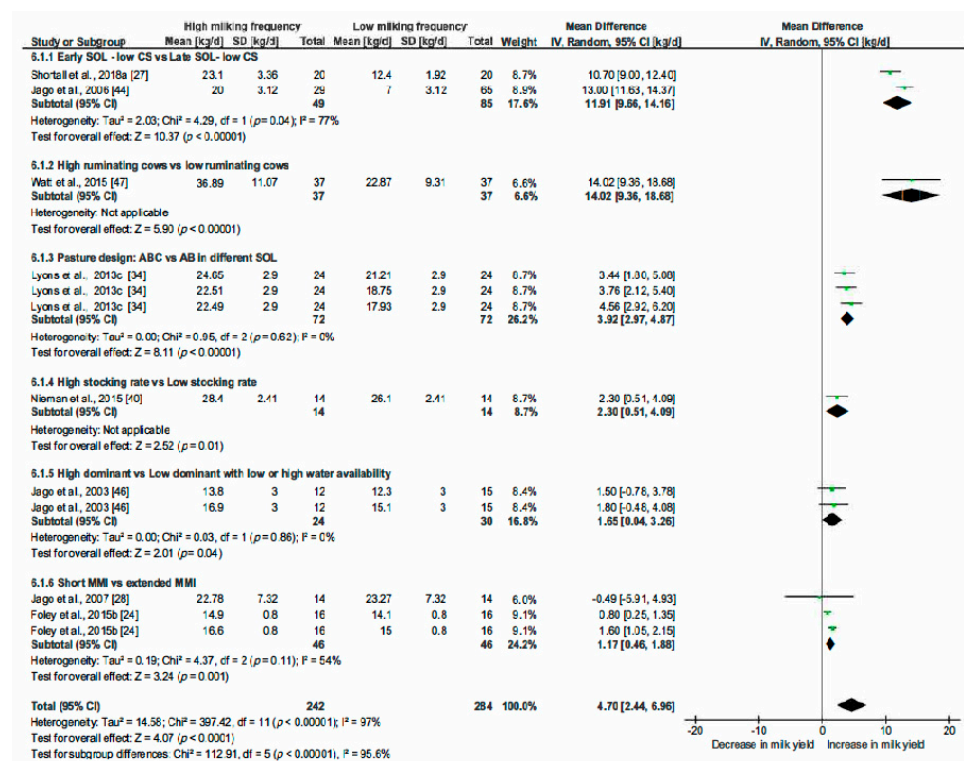 High milking frequency Low milking frequency Mean Difference Mean Difference
Study or Subgroup Mean [kg/d] SD [kg/d] Total Mean [kg/d] SD [kg/d] Total Weight IV, Random, 95% CI [kg/d] IV, Random, 95% CI [kg/d]
6.1.1 Early SOL - low CS vs Late SOL- low CS
Shortall et al., 2018a [27] 23.1 3.36 20 12.4 1.92 20 8.7% 10.70 [9.00, 12.40]
Jago et al., 2006 [44] 20 3.12 29 7 3.12 65 8.9% 13.00 [11.63, 14.37]
Subtotal (95% CI) 49 85 17.6% 11.91 [9.66, 14.16]
Heterogeneity: Tau² = 2.03; Chi² = 4.29, df = 1 (p = 0.04); I² = 77%
Test for overall effect: Z = 10.37 (p < 0.00001)
6.1.2 High ruminating cows vs low ruminating cows
Watt et al., 2015 [47] 36.89 11.07 37 22.87 9.31 37 6.6% 14.02 [9.36, 18.68]
Subtotal (95% CI) 37 37 6.6% 14.02 [9.36, 18.68]
Heterogeneity: Not applicable
Test for overall effect: Z = 5.90 (p < 0.00001)
6.1.3 Pasture design: ABC vs AB in different SOL
Lyons et al., 2013c [34] 24.65 2.9 24 21.21 2.9 24 8.7% 3.44 [1.80, 5.08]
Lyons et al., 2013c [34] 22.51 2.9 24 18.75 2.9 24 8.7% 3.76 [2.12, 5.40]
Lyons et al., 2013c [34] 22.49 2.9 24 17.93 2.9 24 8.7% 4.56 [2.92, 6.20]
Subtotal (95% CI) 72 72 26.2% 3.92 [2.97, 4.87]
Heterogeneity: Tau² = 0.00; Chi² = 0.95, df = 2 (p = 0.62); I² = 0%
Test for overall effect: Z = 8.11 (p < 0.00001)
6.1.4 High stocking rate vs Low stocking rate
Nieman et al., 2015 [40] 28.4 2.41 14 26.1 2.41 14 8.7% 2.30 [0.51, 4.09]
Subtotal (95% CI) 14 14 8.7% 2.30 [0.51, 4.09]
Heterogeneity: Not applicable
Test for overall effect: Z = 2.52 (p = 0.01)
6.1.5 High dominant vs Low dominant with low or high water availability
Jago et al., 2003 [46] 13.8 3 12 12.3 3 15 8.4% 1.50 [-0.78, 3.78]
Jago et al., 2003 [46] 16.9 3 12 15.1 3 15 8.4% 1.80 [-0.48, 4.08]
Subtotal (95% CI) 24 30 16.8% 1.65 [0.04, 3.26]
Heterogeneity: Tau² = 0.00; Chi² = 0.03, df = 1 (p = 0.86); I² = 0%
Test for overall effect: Z = 2.01 (p= 0.04)
6.1.6 Short MMI vs extended MMI
Jago et al., 2007 [28] 22.78 7.32 14 23.27 7.32 14 6.0% -0.49 [-5.91, 4.93]
Foley et al., 2015b [24] 14.9 0.8 16 14.1 0.8 16 9.1% 0.80 [0.25, 1.35]
Foley et al., 2015b [24] 16.6 0.8 16 15 0.8 16 9.1% 1.60 [1.05, 2.15]
Subtotal (95% CI) 46 46 24.2% 1.17 [0.46, 1.88]
Heterogeneity: Tau² = 0.19; Chi² = 4.37, df = 2 (p = 0.11); I² = 54%
Test for overall effect: Z = 3.24 (p = 0.001)
Total (95% CI) 242 284 100.0% 4.70 [2.44, 6.96]
Heterogeneity: Tau² = 14.58; Chi² = 397.42, df = 11 (p < 0.00001); I² = 97%
Test for overall effect: Z = 4.07 (p < 0.0001)
Test for subgroup differences: Chi² = 112.91, df = 5 (p < 0.00001), I² = 95.6%
-20 -10 0 10 20
Decrease in milk yield Increase in milk yield